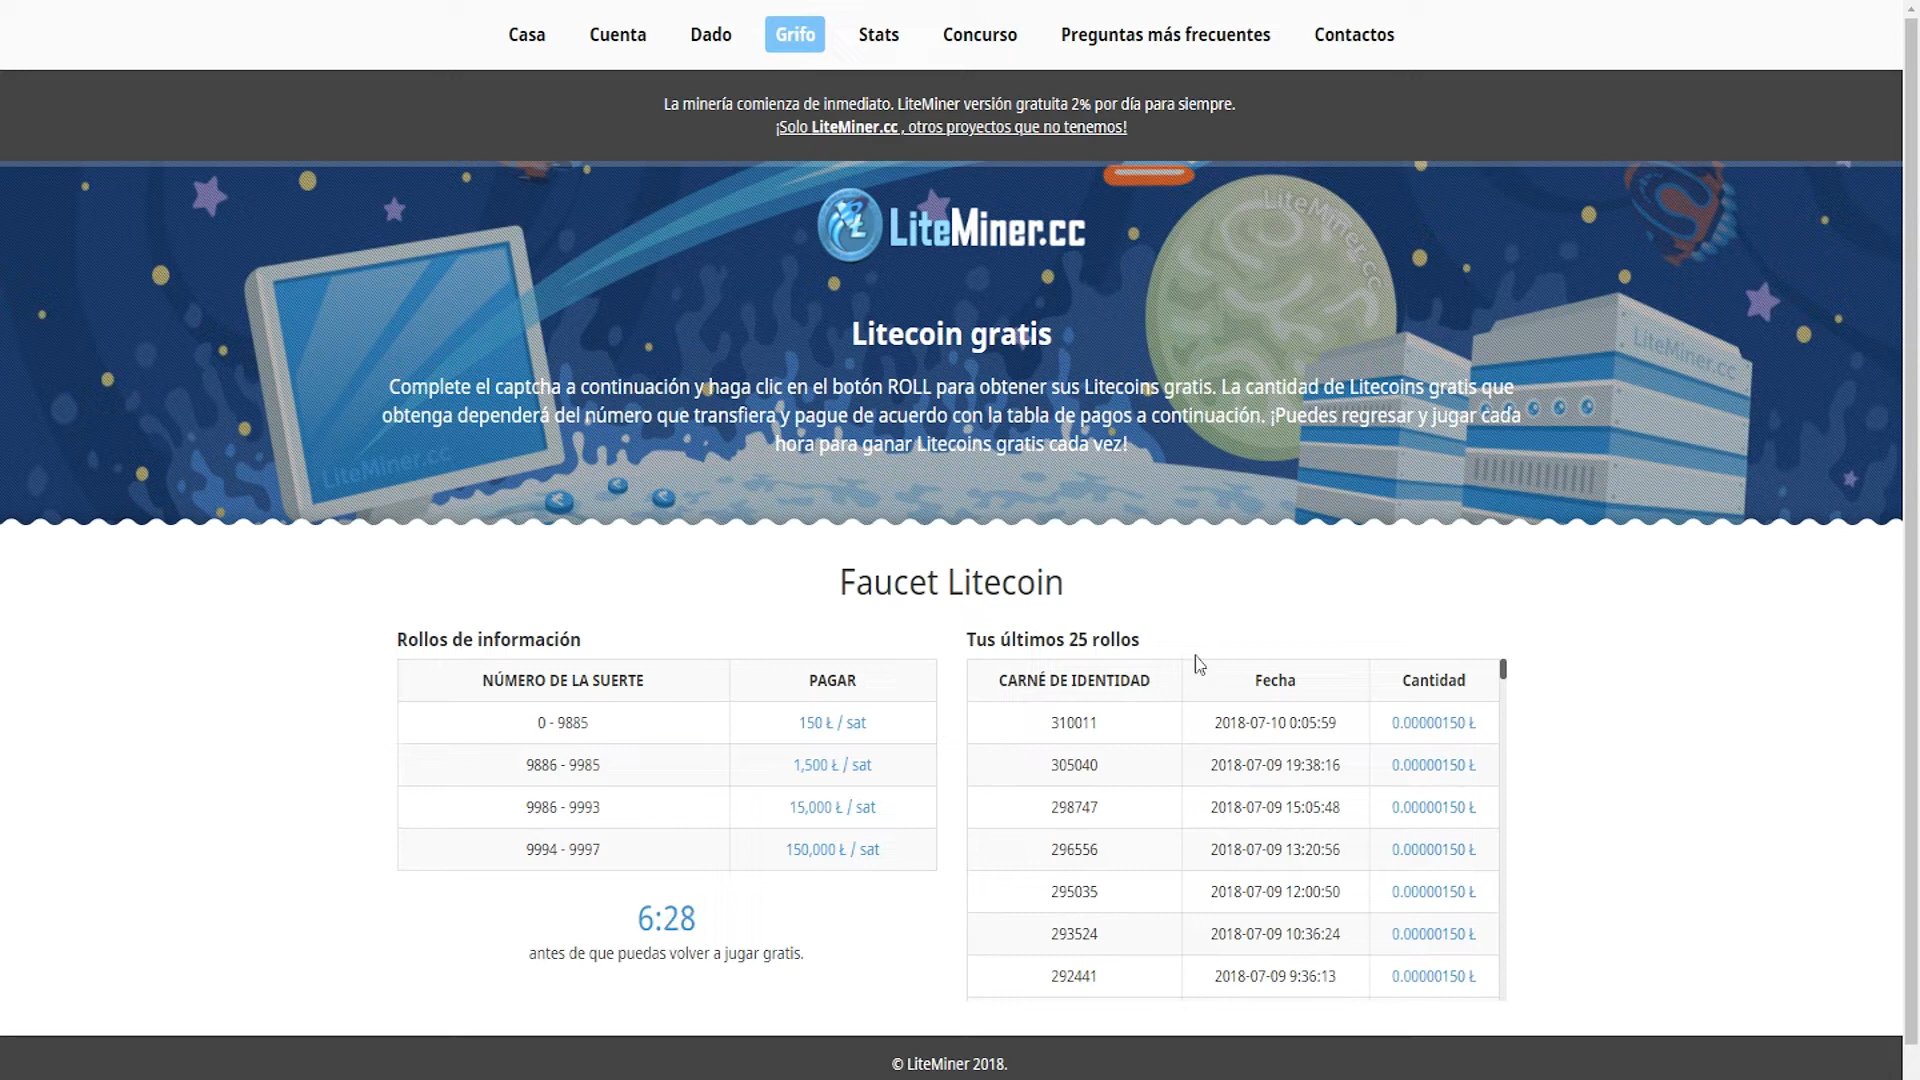 Casa Cuenta Dado Grifo Stats Concurso Preguntas más frecuentes Contactos
La minería comienza de inmediato. LiteMiner versión gratuita 2% por día para siempre.
¡Solo LiteMiner.cc , otros proyectos que no tenemos!
LiteMiner.cc
LiteMiner.cc
LiteMiner.cc
LiteMiner.cc
Litecoin gratis
Complete el captcha a continuación y haga clic en el botón ROLL para obtener sus Litecoins gratis. La cantidad de Litecoins gratis que
obtenga dependerá del número que transfiera y pague de acuerdo con la tabla de pagos a continuación. ¡Puedes regresar y jugar cada
hora para ganar Litecoins gratis cada vez!
Faucet Litecoin
Rollos de información
NÚMERO DE LA SUERTE PAGAR
0 - 9885 150 Ł / sat
9886 - 9985 1,500 Ł / sat
9986 - 9993 15,000 Ł / sat
9994 - 9997 150,000 Ł / sat
6:28
antes de que puedas volver a jugar gratis.
Tus últimos 25 rollos
CARNÉ DE IDENTIDAD Fecha Cantidad
310011 2018-07-10 0:05:59 0.00000150 Ł
305040 2018-07-09 19:38:16 0.00000150 Ł
298747 2018-07-09 15:05:48 0.00000150 Ł
296556 2018-07-09 13:20:56 0.00000150 Ł
295035 2018-07-09 12:00:50 0.00000150 Ł
293524 2018-07-09 10:36:24 0.00000150 Ł
292441 2018-07-09 9:36:13 0.00000150 Ł
© LiteMiner 2018.